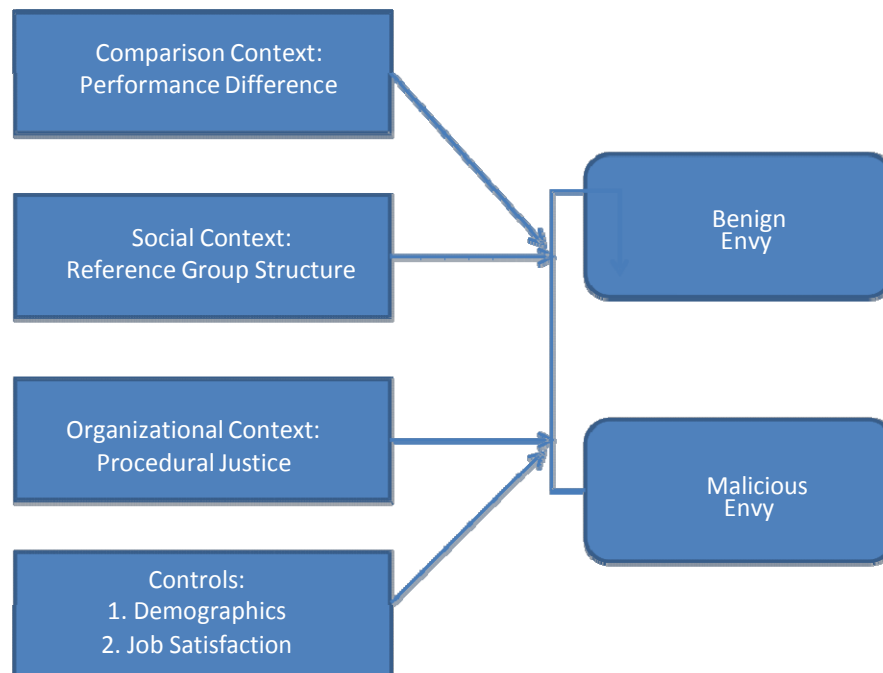 Comparison Context:
Performance Difference
Social Context:
Reference Group Structure
Organizational Context:
Procedural Justice
Controls:
1. Demographics
2. Job Satisfaction
Benign
Envy
Malicious
Envy